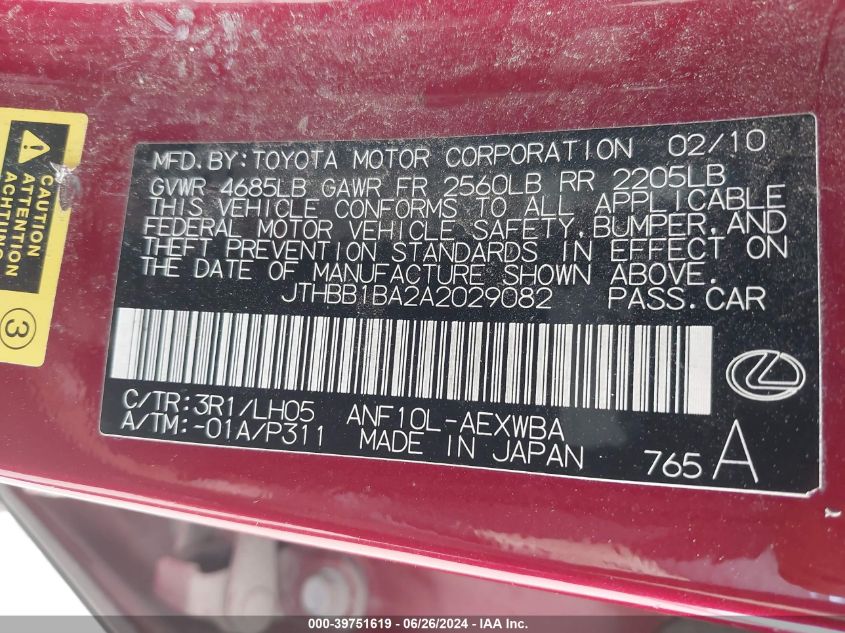 CAUTION
ATTENTION
ACHTUNG
3
MFD.BY:TOYOTA MOTOR CORPORATION 02/10
GVWR 4685LB GAWR FR 2560LB RR 2205LB
THIS VEHICLE CONFORMS TO ALL APPLICABLE
FEDERAL MOTOR VEHICLE SAFETY,BUMPER,AND
THEFT PREVENTION STANDARDS IN EFFECT ON
THE DATE OF MANUFACTURE SHOWN ABOVE.
JTHBB1BA2A2029082 PASS.CAR
C/TR:3R1/LH05 ANF10L-AEXWBA
A/TM:-01A/P311 MADE IN JAPAN
765 A
000-39751619 | 06/26/2024 | IAAI.com